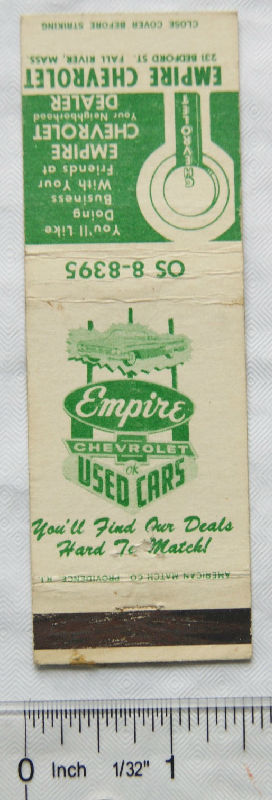 CLOSE COVER BEFORE STRIKING
231 BEDFORD ST. FALL RIVER, MASS.
EMPIRE CHEVROLET
DEALER
Your Neighborhood
CHEVROLET
EMPIRE
Friends at
With Your
Business
Doing
You'll Like
CHEVROLET
OS 8-8395
Empire
CHEVROLET
OK
USED CARS
You'll Find Our Deals
Hard To Match!
AMERICAN MATCH CO. PROVIDENCE R.I.
0 Inch 1/32" 1